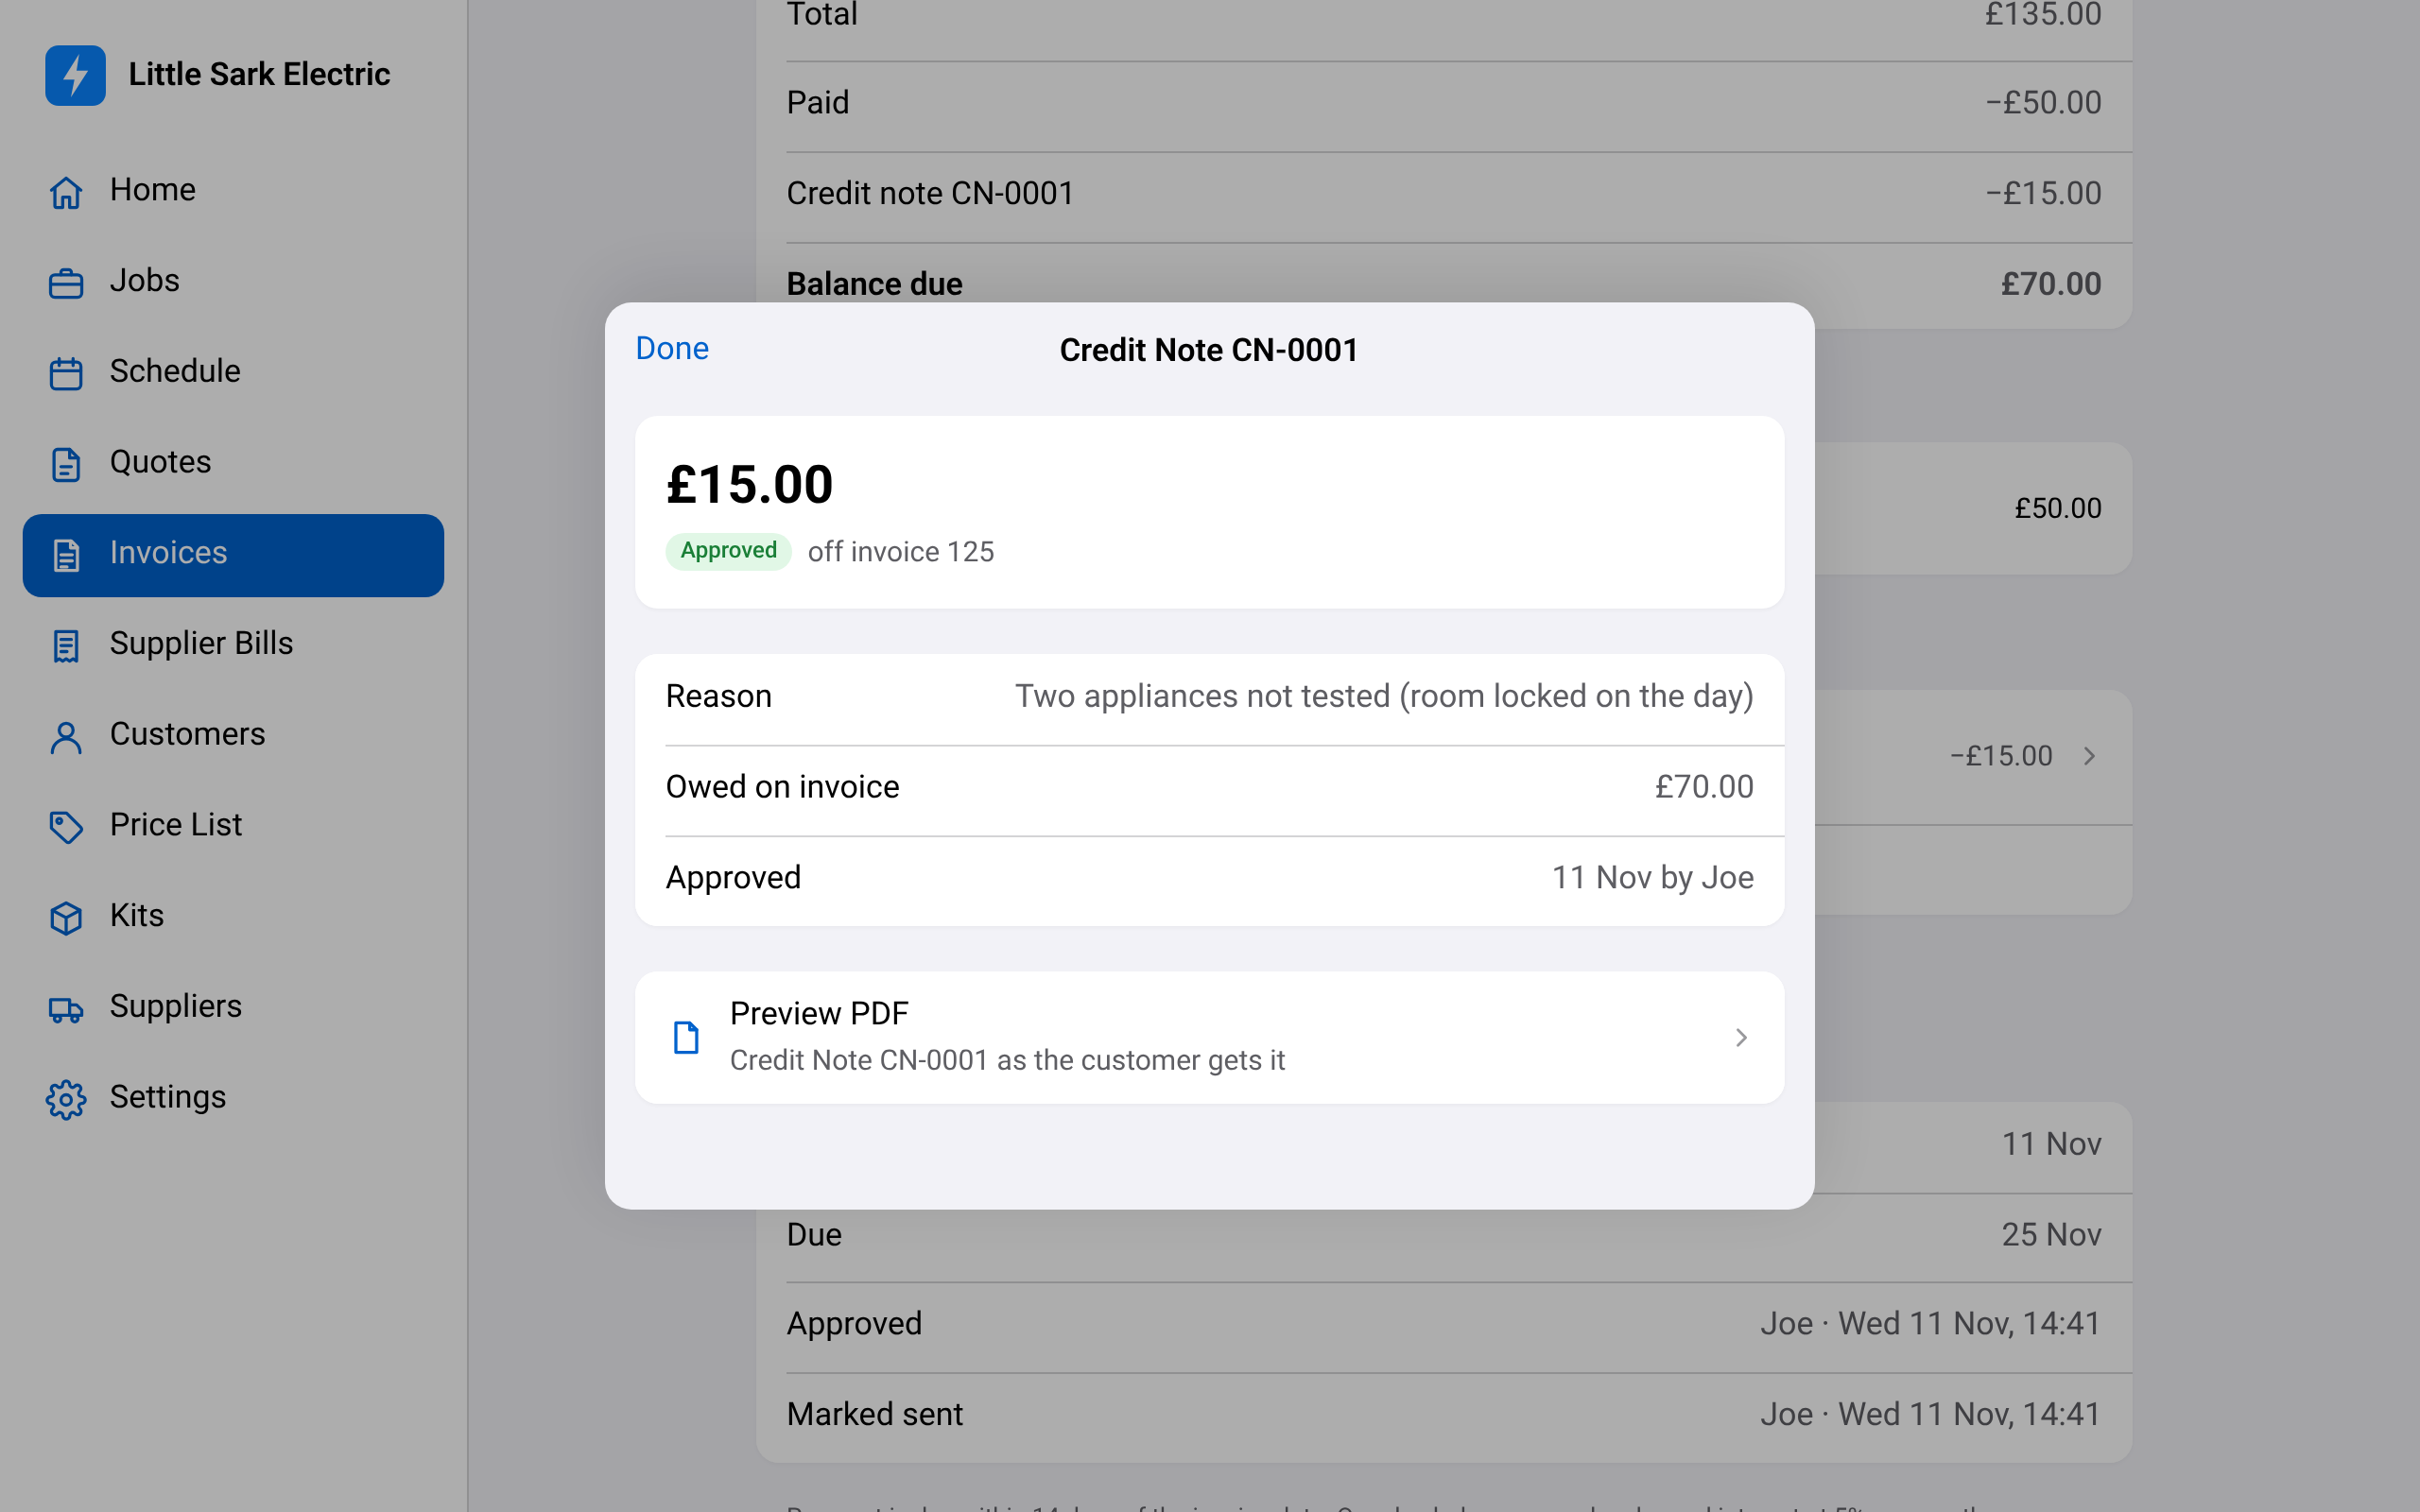 Little Sark Electric
Home
Jobs
Schedule
Quotes
Invoices
Supplier Bills
Customers
Price List
Kits
Suppliers
Settings
Total £135.00
Paid −£50.00
Credit note CN-0001 −£15.00
Balance due £70.00
Done Credit Note CN-0001
£15.00
Approved off invoice 125
Reason Two appliances not tested (room locked on the day)
Owed on invoice £70.00
Approved 11 Nov by Joe
Preview PDF
Credit Note CN-0001 as the customer gets it
£50.00
−£15.00
11 Nov
Due 25 Nov
Approved Joe · Wed 11 Nov, 14:41
Marked sent Joe · Wed 11 Nov, 14:41